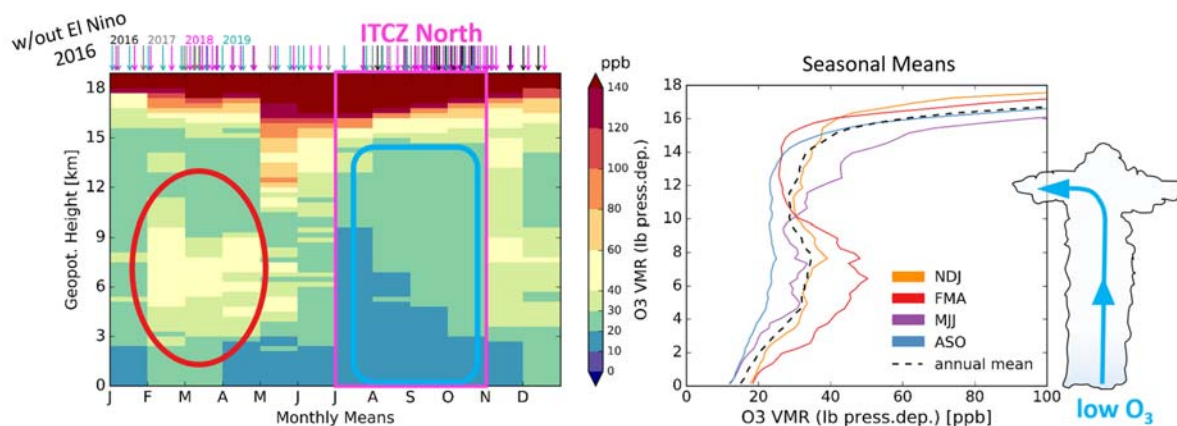 w/out El Nino
2016
2016 2017 2018 2019
ITCZ North
ppb
Geopot. Height [km]
18
15
12
9
6
3
0
J F M A M J J A S O N D
Monthly Means
140
120
100
80
60
40
30
20
10
0
Seasonal Means
O3 VMR (lb press.dep.)
18
16
14
12
10
8
6
4
2
0
NDJ
FMA
MJJ
ASO
annual mean
0 20 40 60 80 100
O3 VMR (lb press.dep.) [ppb]
low O₃